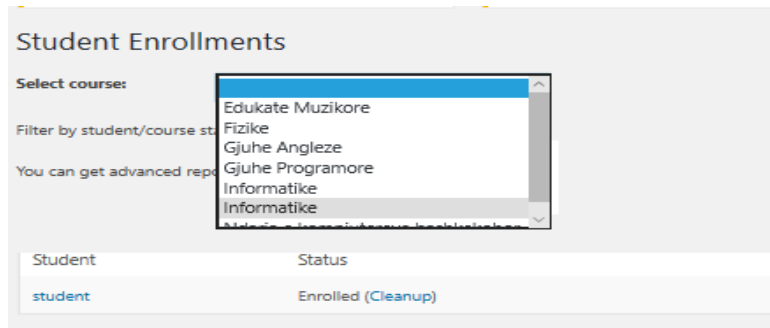 Student Enrollments
Select course:
Edukate Muzikore
Filter by student/course st
Fizike
Gjuhe Angleze
You can get advanced repo
Gjuhe Programore
Informatike
Informatike
Student Status
student Enrolled (Cleanup)